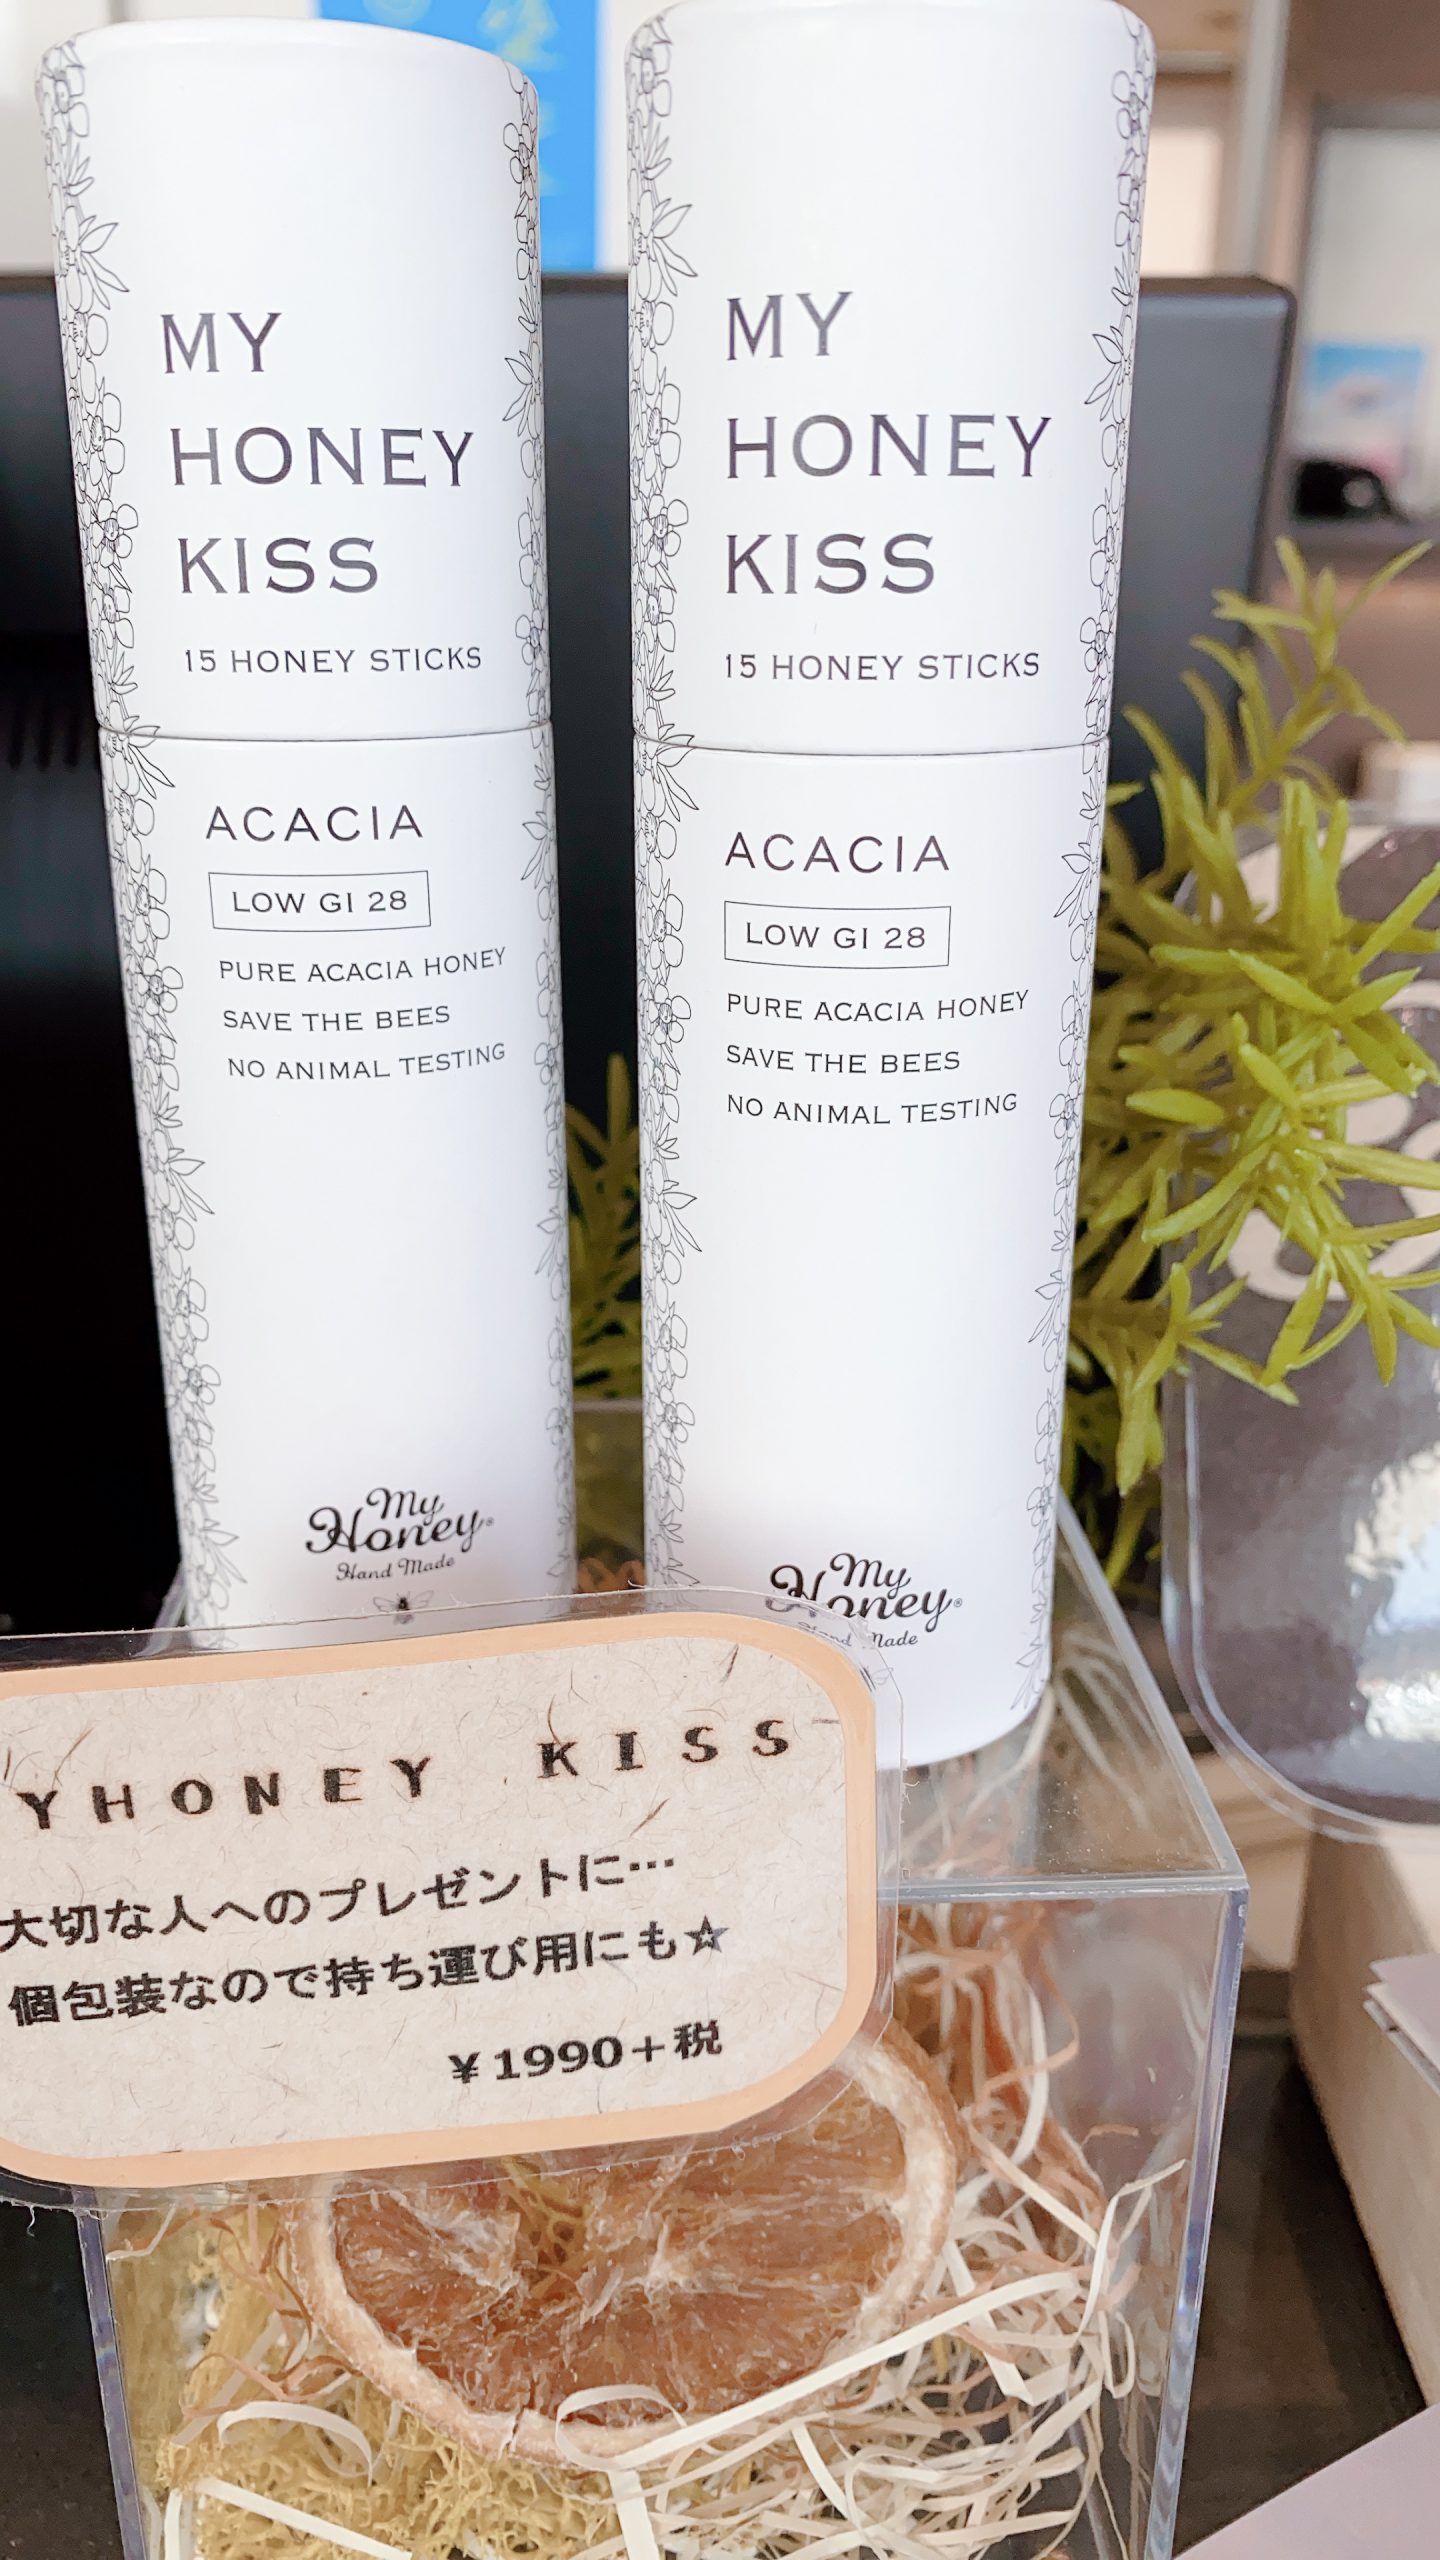 MY
HONEY
KISS
15 HONEY STICKS
ACACIA
LOW GI 28
PURE ACACIA HONEY
SAVE THE BEES
NO ANIMAL TESTING
My
Honey®
Hand Made
MY
HONEY
KISS
15 HONEY STICKS
ACACIA
LOW GI 28
PURE ACACIA HONEY
SAVE THE BEES
NO ANIMAL TESTING
My
Honey®
Hand Made
YHONEY KISS
大切な人へのプレゼントに…
個包装なので持ち運び用にも☆
¥1990+税